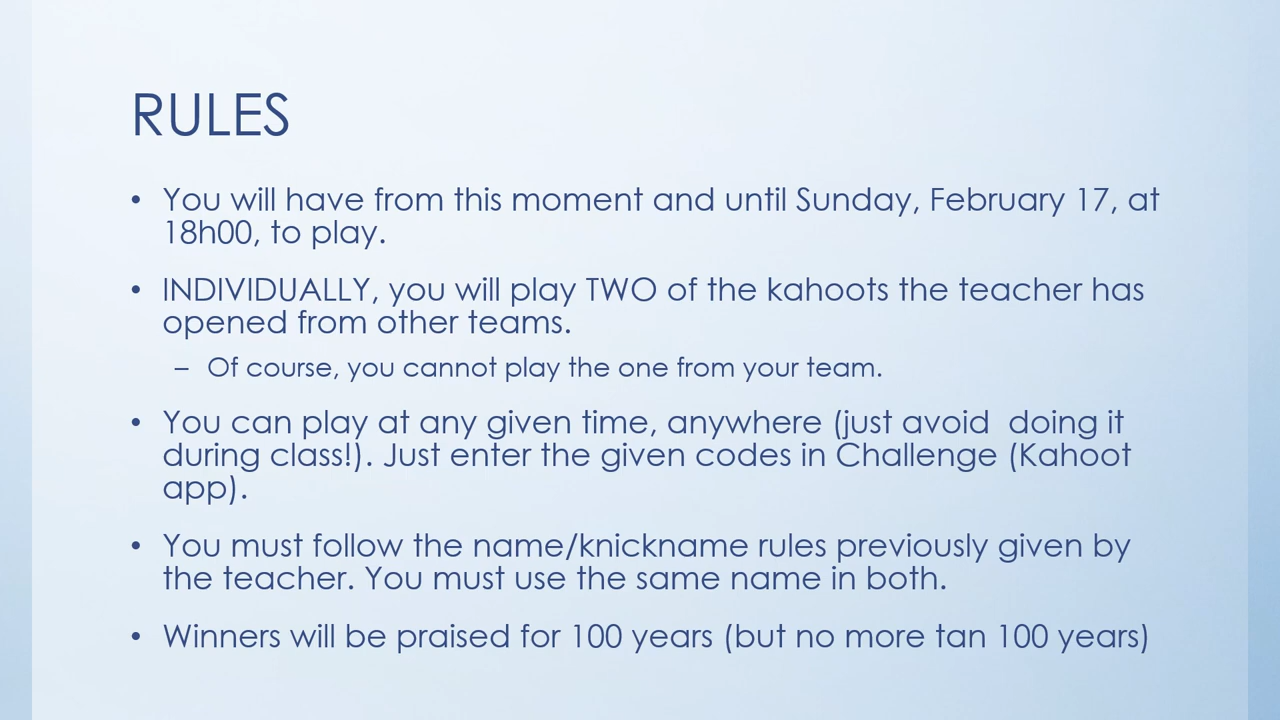 RULES
• You will have from this moment and until Sunday, February 17, at
18h00, to play.
• INDIVIDUALLY, you will play TWO of the kahoots the teacher has
opened from other teams.
– Of course, you cannot play the one from your team.
• You can play at any given time, anywhere (just avoid  doing it
during class!). Just enter the given codes in Challenge (Kahoot
app).
• You must follow the name/knickname rules previously given by
the teacher. You must use the same name in both.
• Winners will be praised for 100 years (but no more tan 100 years)